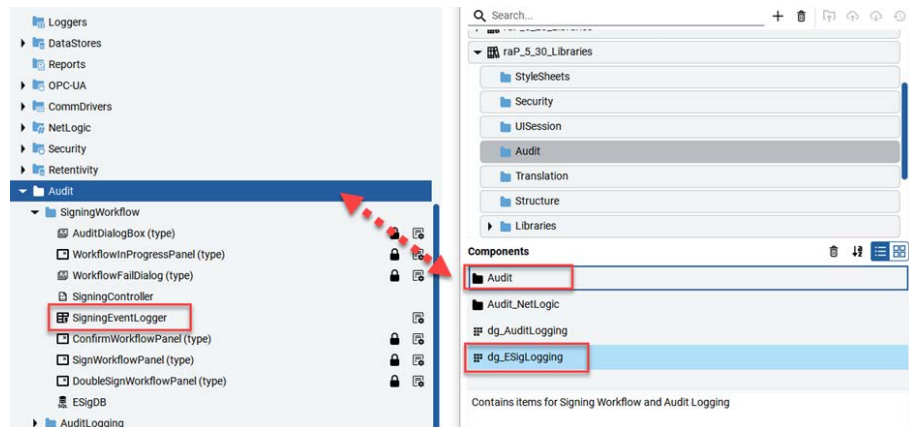 Loggers
DataStores
Reports
OPC-UA
CommDrivers
NetLogic
Security
Retentivity
Audit
SigningWorkflow
AuditDialogBox (type)
WorkflowInProgressPanel (type)
WorkflowFailDialog (type)
SigningController
SigningEventLogger
ConfirmWorkflowPanel (type)
SignWorkflowPanel (type)
DoubleSignWorkflowPanel (type)
ESigDB
AuditLogging
Search...
raP_5_30_Libraries
StyleSheets
Security
UISession
Audit
Translation
Structure
Libraries
Components
Audit
Audit_NetLogic
dg_AuditLogging
dg_ESigLogging
Contains items for Signing Workflow and Audit Logging